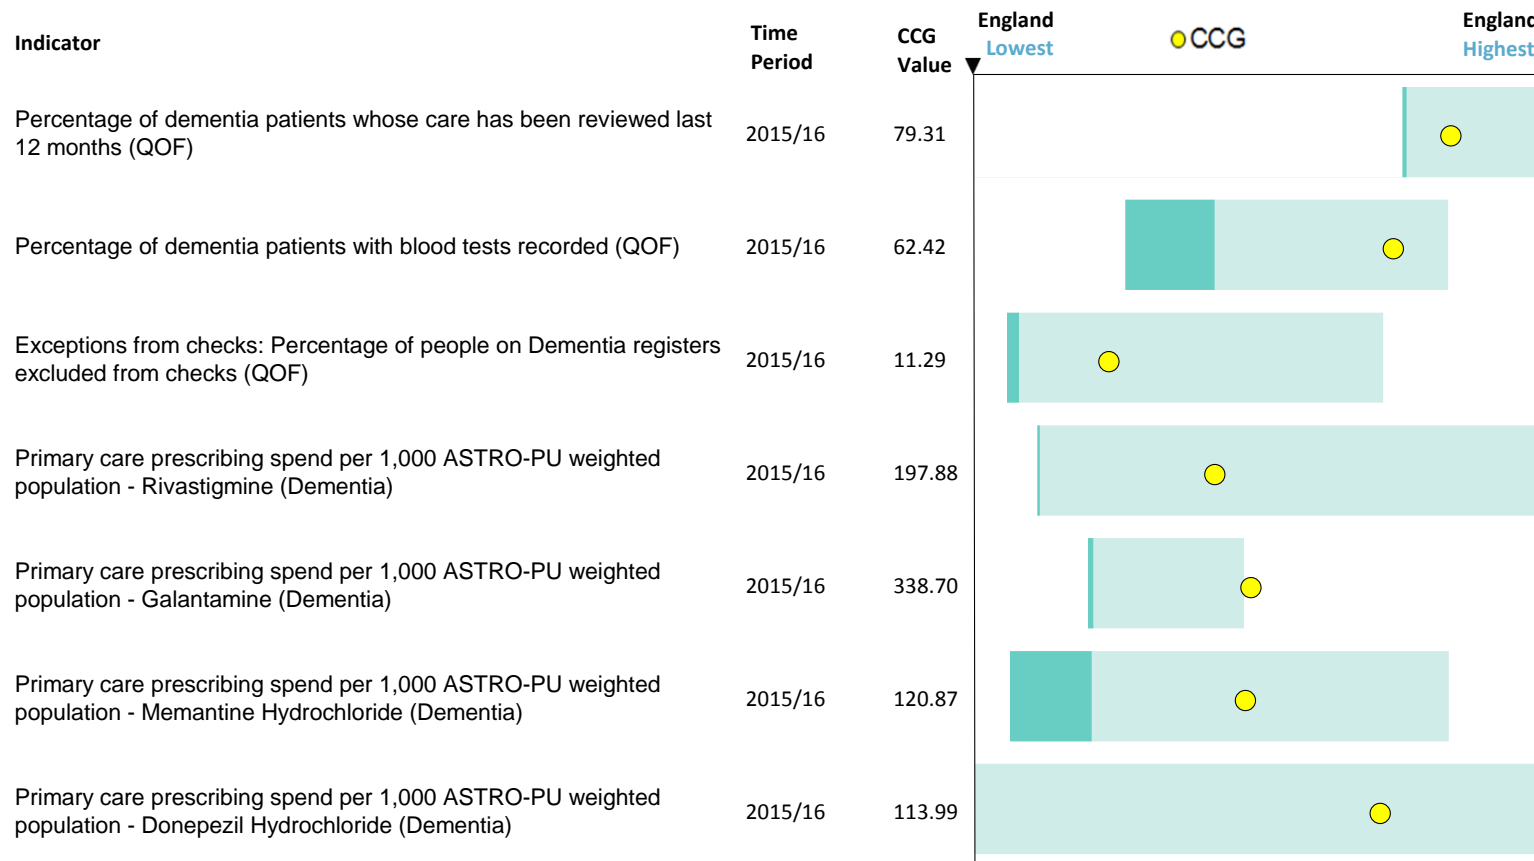 Indicator
Time
Period
CCG
Value
England
Lowest
CCG
England
Highest
Percentage of dementia patients whose care has been reviewed last
12 months (QOF)
2015/16
79.31
Percentage of dementia patients with blood tests recorded (QOF)
2015/16
62.42
Exceptions from checks: Percentage of people on Dementia registers
excluded from checks (QOF)
2015/16
11.29
Primary care prescribing spend per 1,000 ASTRO-PU weighted
population - Rivastigmine (Dementia)
2015/16
197.88
Primary care prescribing spend per 1,000 ASTRO-PU weighted
population - Galantamine (Dementia)
2015/16
338.70
Primary care prescribing spend per 1,000 ASTRO-PU weighted
population - Memantine Hydrochloride (Dementia)
2015/16
120.87
Primary care prescribing spend per 1,000 ASTRO-PU weighted
population - Donepezil Hydrochloride (Dementia)
2015/16
113.99